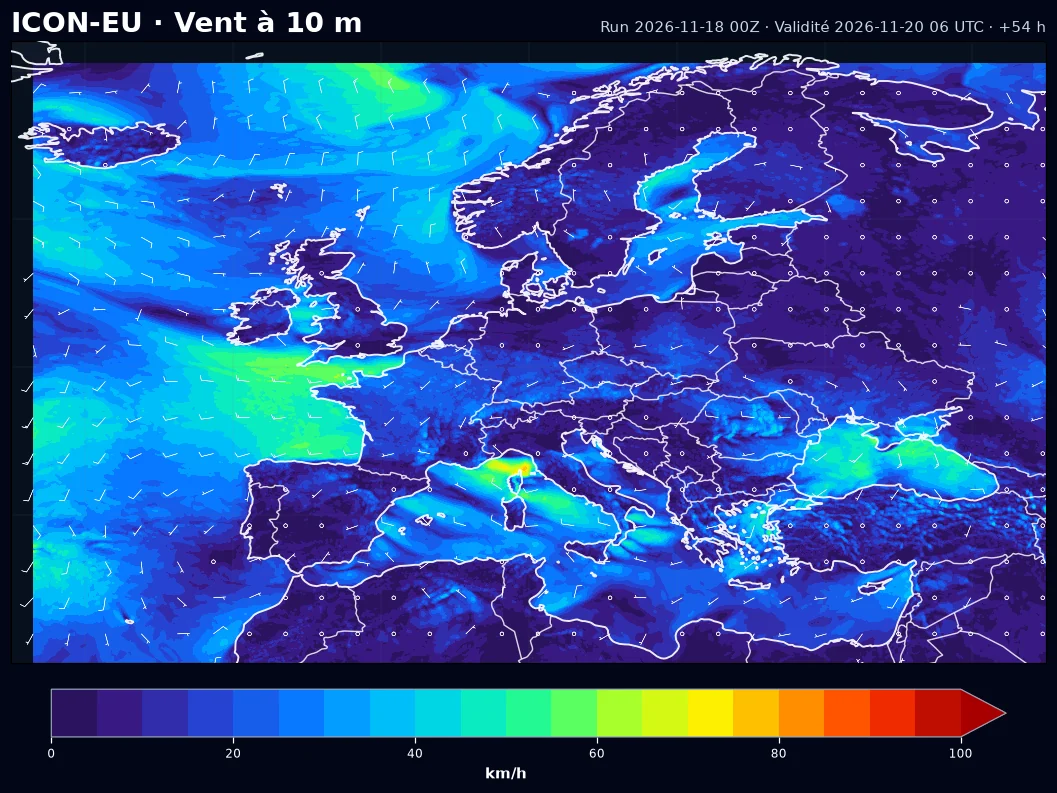 ICON-EU · Vent à 10 m
Run 2026-11-18 00Z · Validité 2026-11-20 06 UTC · +54 h
0 20 40 60 80 100
km/h